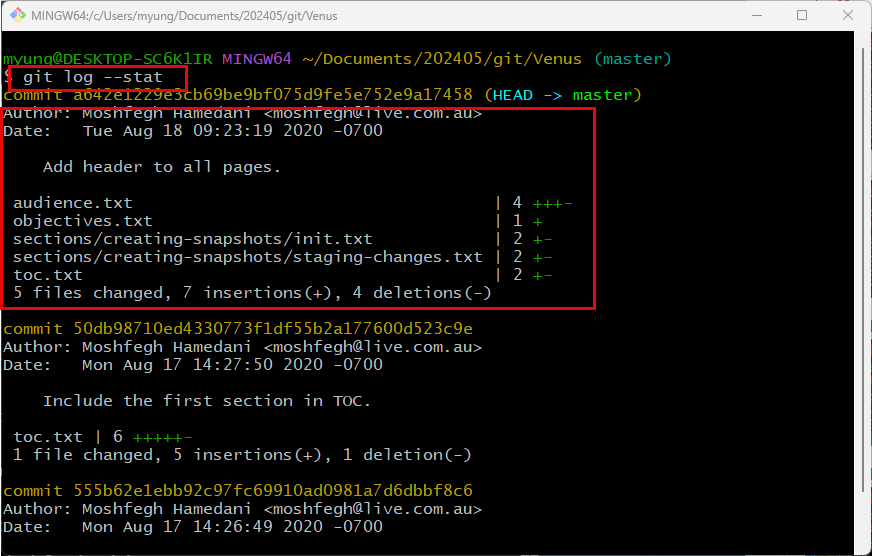 MINGW64:/c/Users/myung/Documents/202405/git/Venus
myung@DESKTOP-SC6K1IR MINGW64 ~/Documents/202405/git/Venus (master)
$ git log --stat
commit a642e1229e3cb69be9bf075d9fe5e752e9a17458 (HEAD -> master)
Author: Moshfegh Hamedani <moshfegh@live.com.au>
Date:   Tue Aug 18 09:23:19 2020 -0700
Add header to all pages.
audience.txt | 4 +++-
objectives.txt | 1 +
sections/creating-snapshots/init.txt | 2 +-
sections/creating-snapshots/staging-changes.txt | 2 +-
toc.txt | 2 +-
5 files changed, 7 insertions(+), 4 deletions(-)
commit 50db98710ed4330773f1df55b2a177600d523c9e
Author: Moshfegh Hamedani <moshfegh@live.com.au>
Date:   Mon Aug 17 14:27:50 2020 -0700
Include the first section in TOC.
toc.txt | 6 +++++-
1 file changed, 5 insertions(+), 1 deletion(-)
commit 555b62e1ebb92c97fc69910ad0981a7d6dbbf8c6
Author: Moshfegh Hamedani <moshfegh@live.com.au>
Date:   Mon Aug 17 14:26:49 2020 -0700